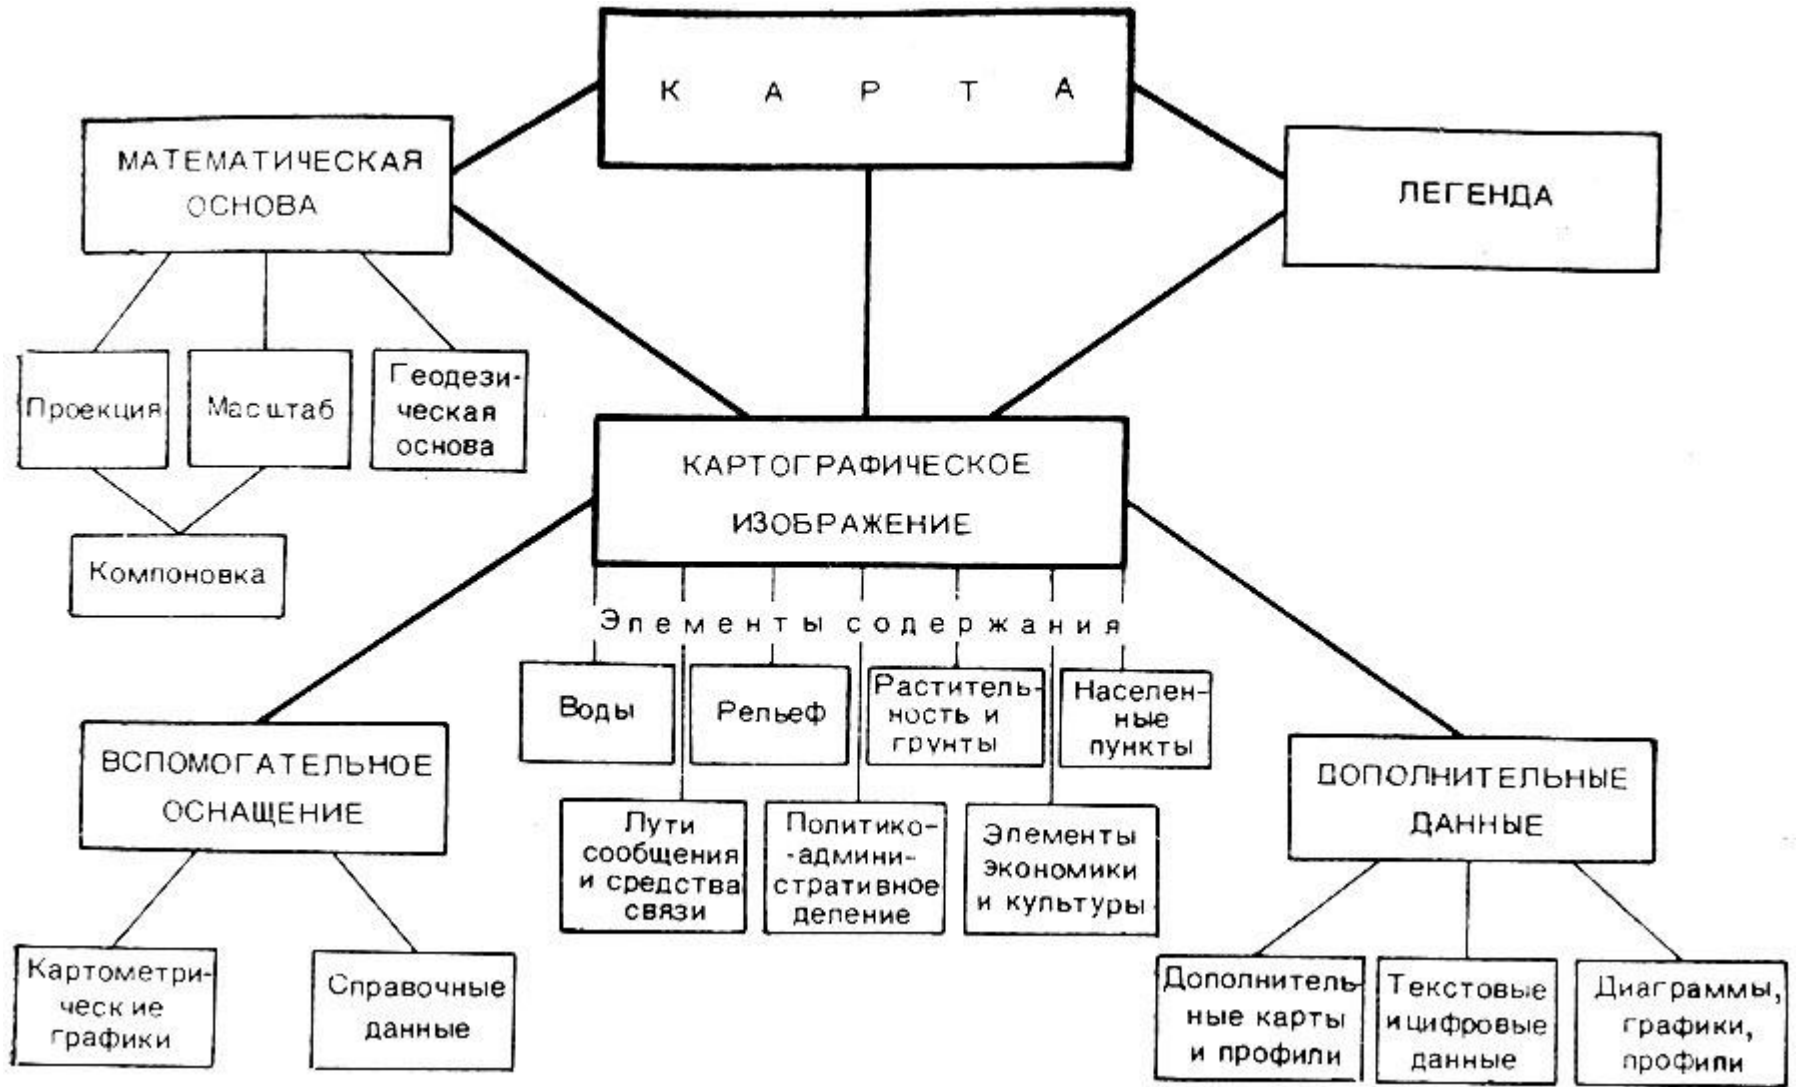 К А Р Т А
МАТЕМАТИЧЕСКАЯ
ОСНОВА
ЛЕГЕНДА
Проекция
Масштаб
Геодези-
ческая
основа
Компоновка
КАРТОГРАФИЧЕСКОЕ
ИЗОБРАЖЕНИЕ
Элементы содержания
Воды
Рельеф
Раститель-
ность и
грунты
Населен-
ные
пункты
Пути
сообщения
и средства
связи
Политико-
-админи-
стративное
деление
Элементы
экономики
и культуры
ВСПОМОГАТЕЛЬНОЕ
ОСНАЩЕНИЕ
Картометри-
ческие
графики
Справочные
данные
ДОПОЛНИТЕЛЬНЫЕ
ДАННЫЕ
Дополнитель-
ные карты
и профили
Текстовые
и цифровые
данные
Диаграммы,
графики,
профили